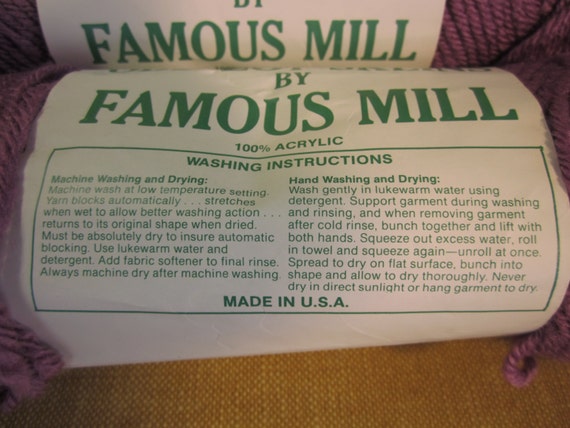 BY
FAMOUS MILL
BY
FAMOUS MILL
100% ACRYLIC
WASHING INSTRUCTIONS
Machine Washing and Drying:
Machine wash at low temperature setting.
Yarn blocks automatically . . . stretches
when wet to allow better washing action . . .
returns to its original shape when dried.
Must be absolutely dry to insure automatic
blocking. Use lukewarm water and
detergent. Add fabric softener to final rinse.
Always machine dry after machine washing.
Hand Washing and Drying:
Wash gently in lukewarm water using
detergent. Support garment during washing
and rinsing, and when removing garment
after cold rinse, bunch together and lift with
both hands. Squeeze out excess water, roll
in towel and squeeze again—unroll at once.
Spread to dry on flat surface, bunch into
shape and allow to dry thoroughly. Never
dry in direct sunlight or hang garment to dry.
MADE IN U.S.A.